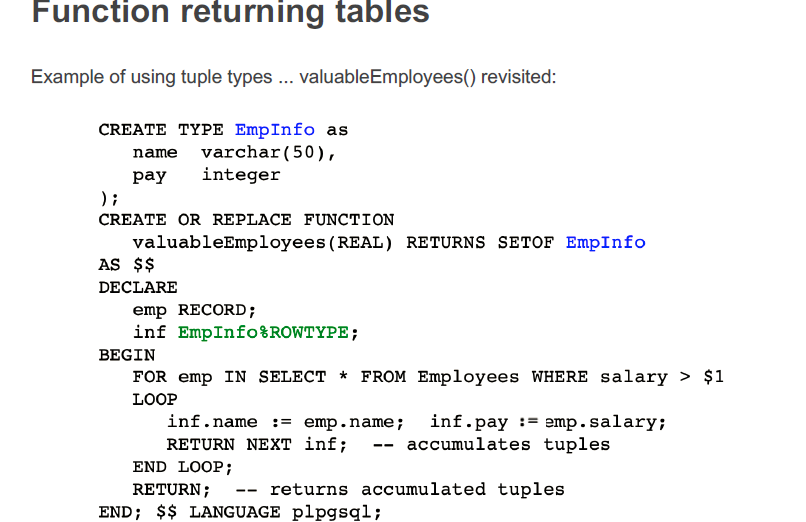 Function returning tables
Example of using tuple types ... valuableEmployees() revisited:
CREATE TYPE EmpInfo as
name varchar(50),
pay integer
);
CREATE OR REPLACE FUNCTION
valuableEmployees(REAL) RETURNS SETOF EmpInfo
AS $$
DECLARE
emp RECORD;
inf EmpInfo%ROWTYPE;
BEGIN
FOR emp IN SELECT * FROM Employees WHERE salary > $1
LOOP
inf.name := emp.name; inf.pay := emp.salary;
RETURN NEXT inf; -- accumulates tuples
END LOOP;
RETURN; -- returns accumulated tuples
END; $$ LANGUAGE plpgsql;